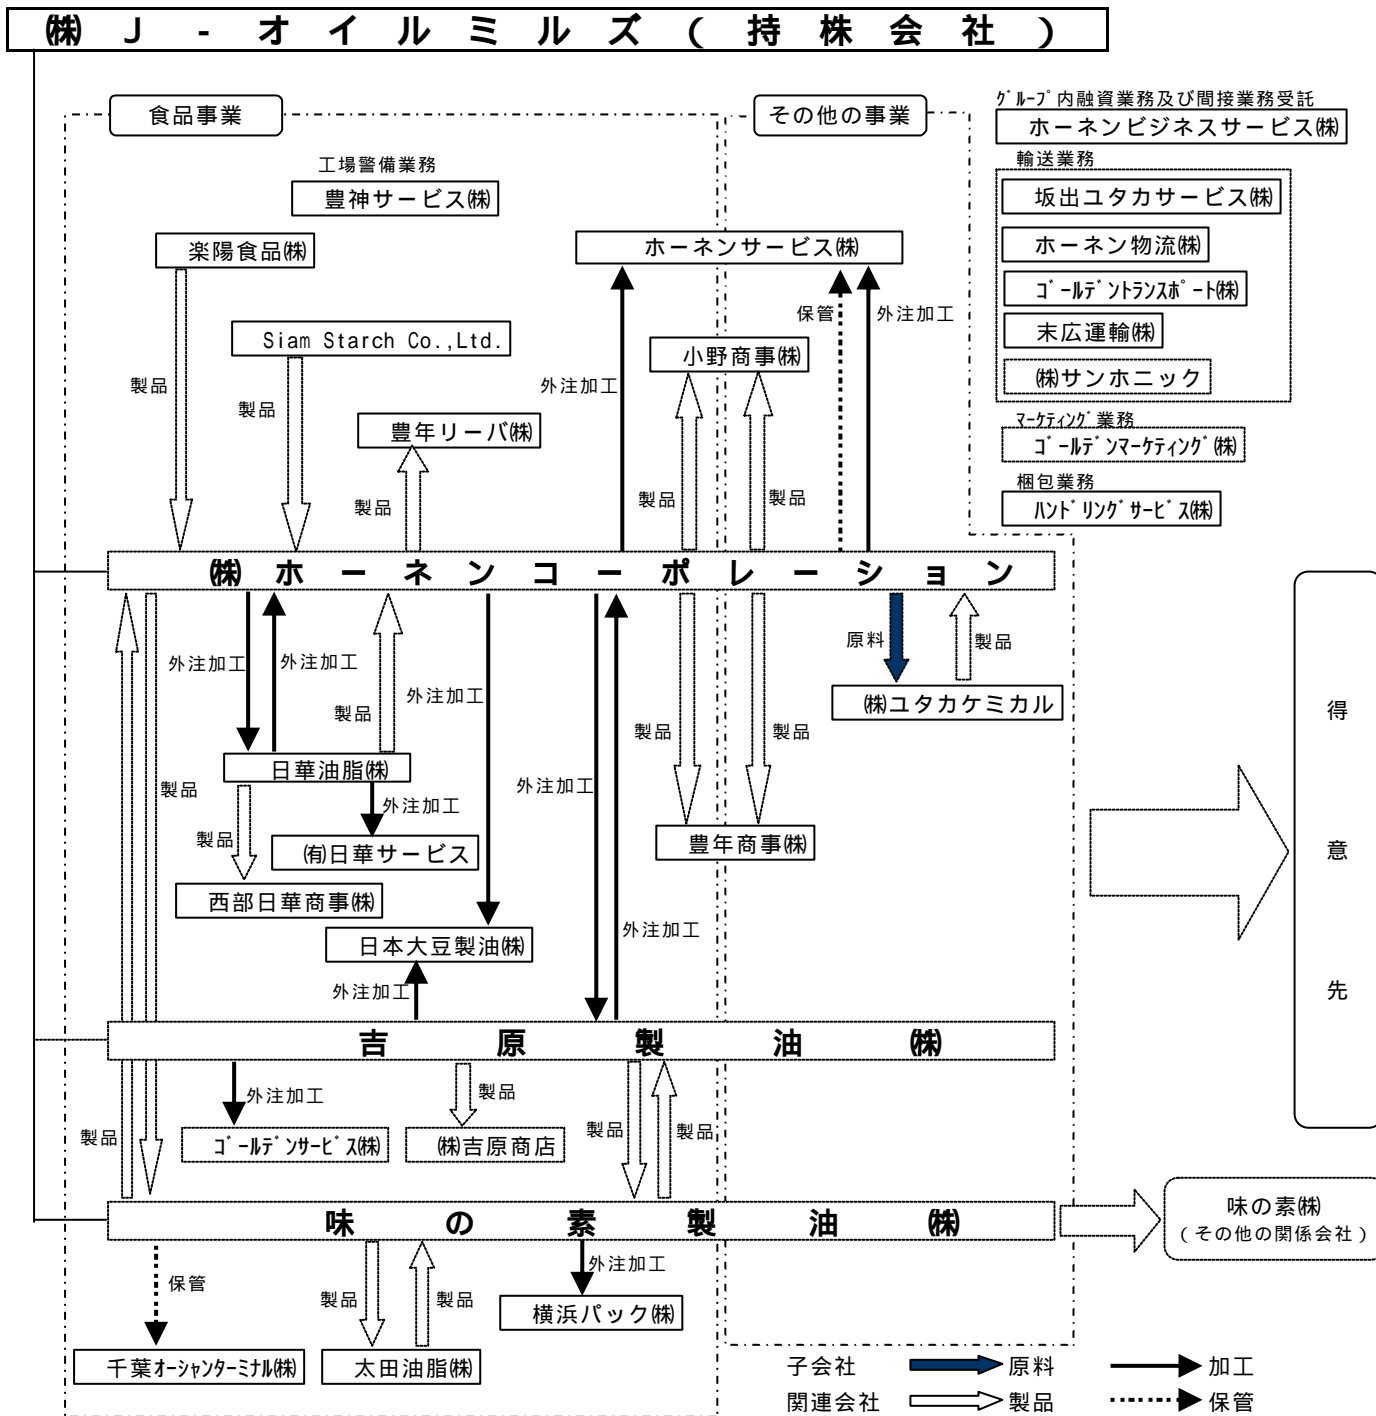 ㈱Ｊ-オイルミルズ(持株会社)
食品事業
その他の事業
ｸﾞﾙｰﾌﾟ内融資業務及び間接業務受託
ホーネンビジネスサービス㈱
工場警備業務
豊神サービス㈱
輸送業務
坂出ユタカサービス㈱
ホーネン物流㈱
ｺﾞｰﾙﾃﾞﾝﾄﾗﾝｽﾎﾟｰﾄ㈱
末広運輸㈱
㈱サンホニック
ﾏｰｹﾃｨﾝｸﾞ業務
ｺﾞｰﾙﾃﾞﾝﾏｰｹﾃｨﾝｸﾞ㈱
梱包業務
ﾊﾝﾄﾞﾘﾝｸﾞｻｰﾋﾞｽ㈱
楽陽食品㈱
ホーネンサービス㈱
保管
外注加工
Siam Starch Co.,Ltd.
小野商事㈱
製品
製品
外注加工
豊年リーバ㈱
製品
製品
製品
㈱ホーネンコーポレーション
外注加工
外注加工
外注加工
製品
原料
製品
㈱ユタカケミカル
得意先
製品
製品
日華油脂㈱
製品
外注加工
外注加工
製品
㈲日華サービス
豊年商事㈱
西部日華商事㈱
日本大豆製油㈱
外注加工
外注加工
吉原製油㈱
外注加工
製品
製品
製品
製品
ｺﾞｰﾙﾃﾞﾝｻｰﾋﾞｽ㈱
㈱吉原商店
味の素製油㈱
味の素㈱
(その他の関係会社)
保管
製品
製品
外注加工
横浜パック㈱
千葉ｵｰｼｬﾝﾀｰﾐﾅﾙ㈱
太田油脂㈱
子会社
原料
加工
関連会社
製品
保管